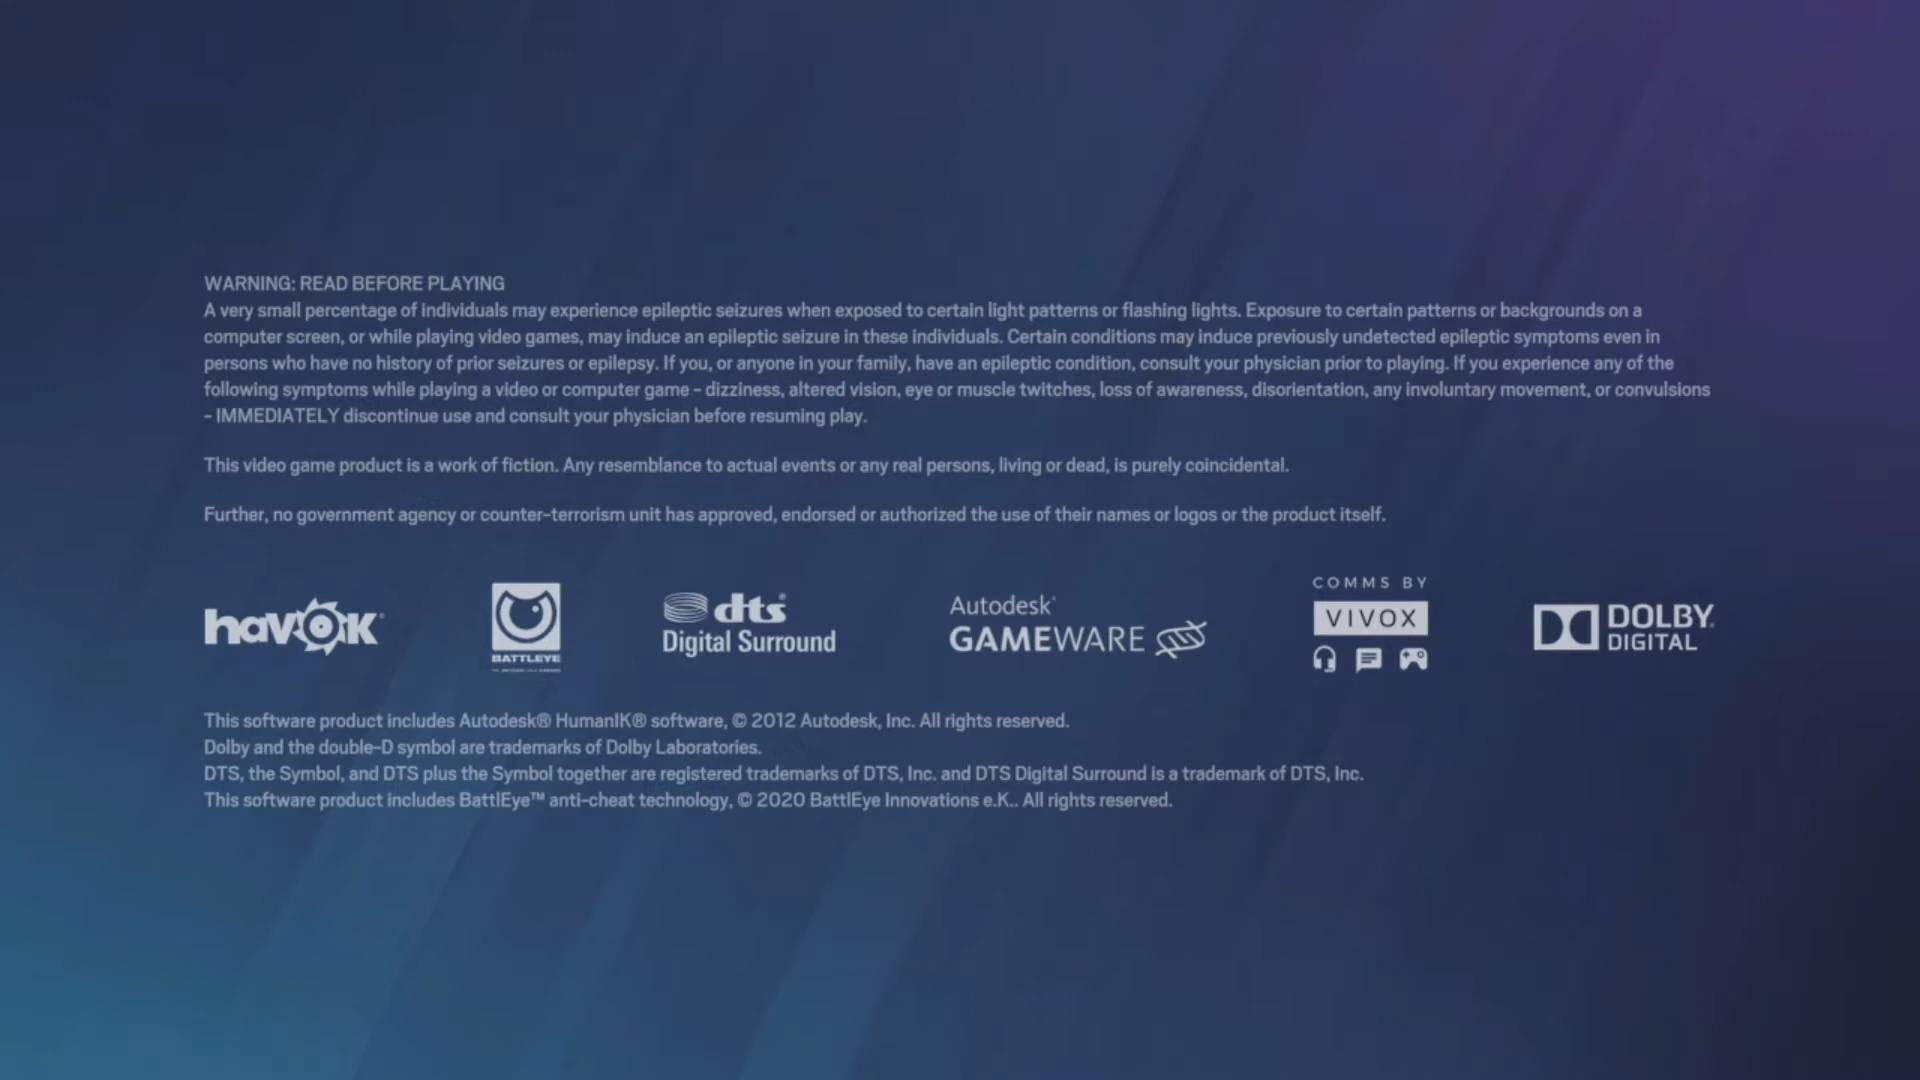 WARNING: READ BEFORE PLAYING
A very small percentage of individuals may experience epileptic seizures when exposed to certain light patterns or flashing lights. Exposure to certain patterns or backgrounds on a
computer screen, or while playing video games, may induce an epileptic seizure in these individuals. Certain conditions may induce previously undetected epileptic symptoms even in
persons who have no history of prior seizures or epilepsy. If you, or anyone in your family, have an epileptic condition, consult your physician prior to playing. If you experience any of the
following symptoms while playing a video or computer game - dizziness, altered vision, eye or muscle twitches, loss of awareness, disorientation, any involuntary movement, or convulsions
- IMMEDIATELY discontinue use and consult your physician before resuming play.
This video game product is a work of fiction. Any resemblance to actual events or any real persons, living or dead, is purely coincidental.
Further, no government agency or counter-terrorism unit has approved, endorsed or authorized the use of their names or logos or the product itself.
havok
BATTLEYE
dts
Digital Surround
Autodesk
GAMEWARE
COMMS BY
VIVOX
DOLBY
DIGITAL
This software product includes Autodesk® HumanIK® software, © 2012 Autodesk, Inc. All rights reserved.
Dolby and the double-D symbol are trademarks of Dolby Laboratories.
DTS, the Symbol, and DTS plus the Symbol together are registered trademarks of DTS, Inc. and DTS Digital Surround is a trademark of DTS, Inc.
This software product includes BattlEye™ anti-cheat technology, © 2020 BattlEye Innovations e.K.. All rights reserved.